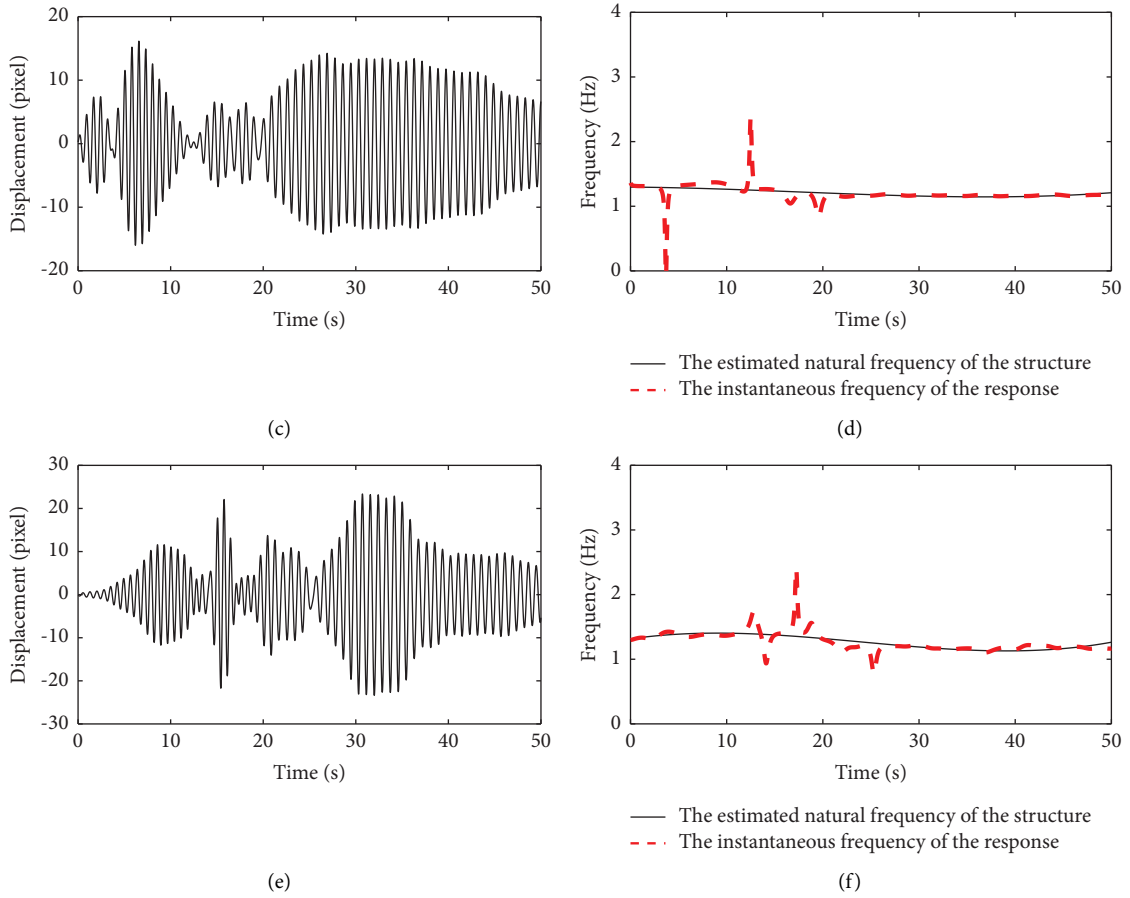 20
10
0
-10
-20
Displacement (pixel)
0 10 20 30 40 50
Time (s)
(c)
4
3
2
1
0
Frequency (Hz)
0 10 20 30 40 50
Time (s)
The estimated natural frequency of the structure
The instantaneous frequency of the response
(d)
30
20
10
0
-10
-20
-30
Displacement (pixel)
0 10 20 30 40 50
Time (s)
(e)
4
3
2
1
0
Frequency (Hz)
0 10 20 30 40 50
Time (s)
The estimated natural frequency of the structure
The instantaneous frequency of the response
(f)